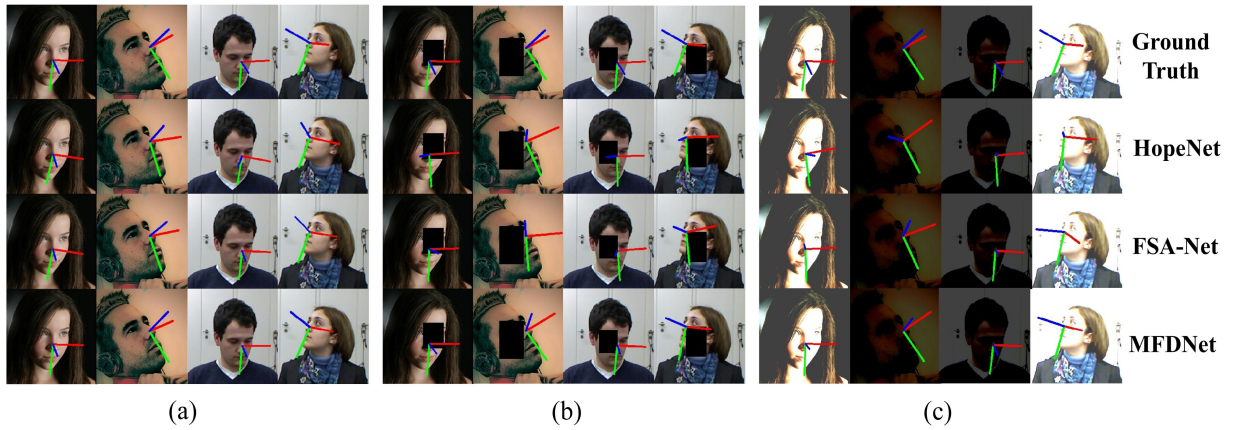 Ground
Truth
HopeNet
FSA-Net
MFDNet
(a)
(b)
(c)